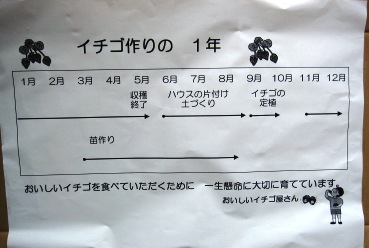 イチゴ作りの 1年
1月 2月 3月 4月 5月 6月 7月 8月 9月 10月 11月 12月
収穫 ハウスの片付け イチゴの
終了 土づくり 定植
苗作り
おいしいイチゴを食べていただくために 一生懸命に大切に育てています。
おいしいイチゴ屋さん